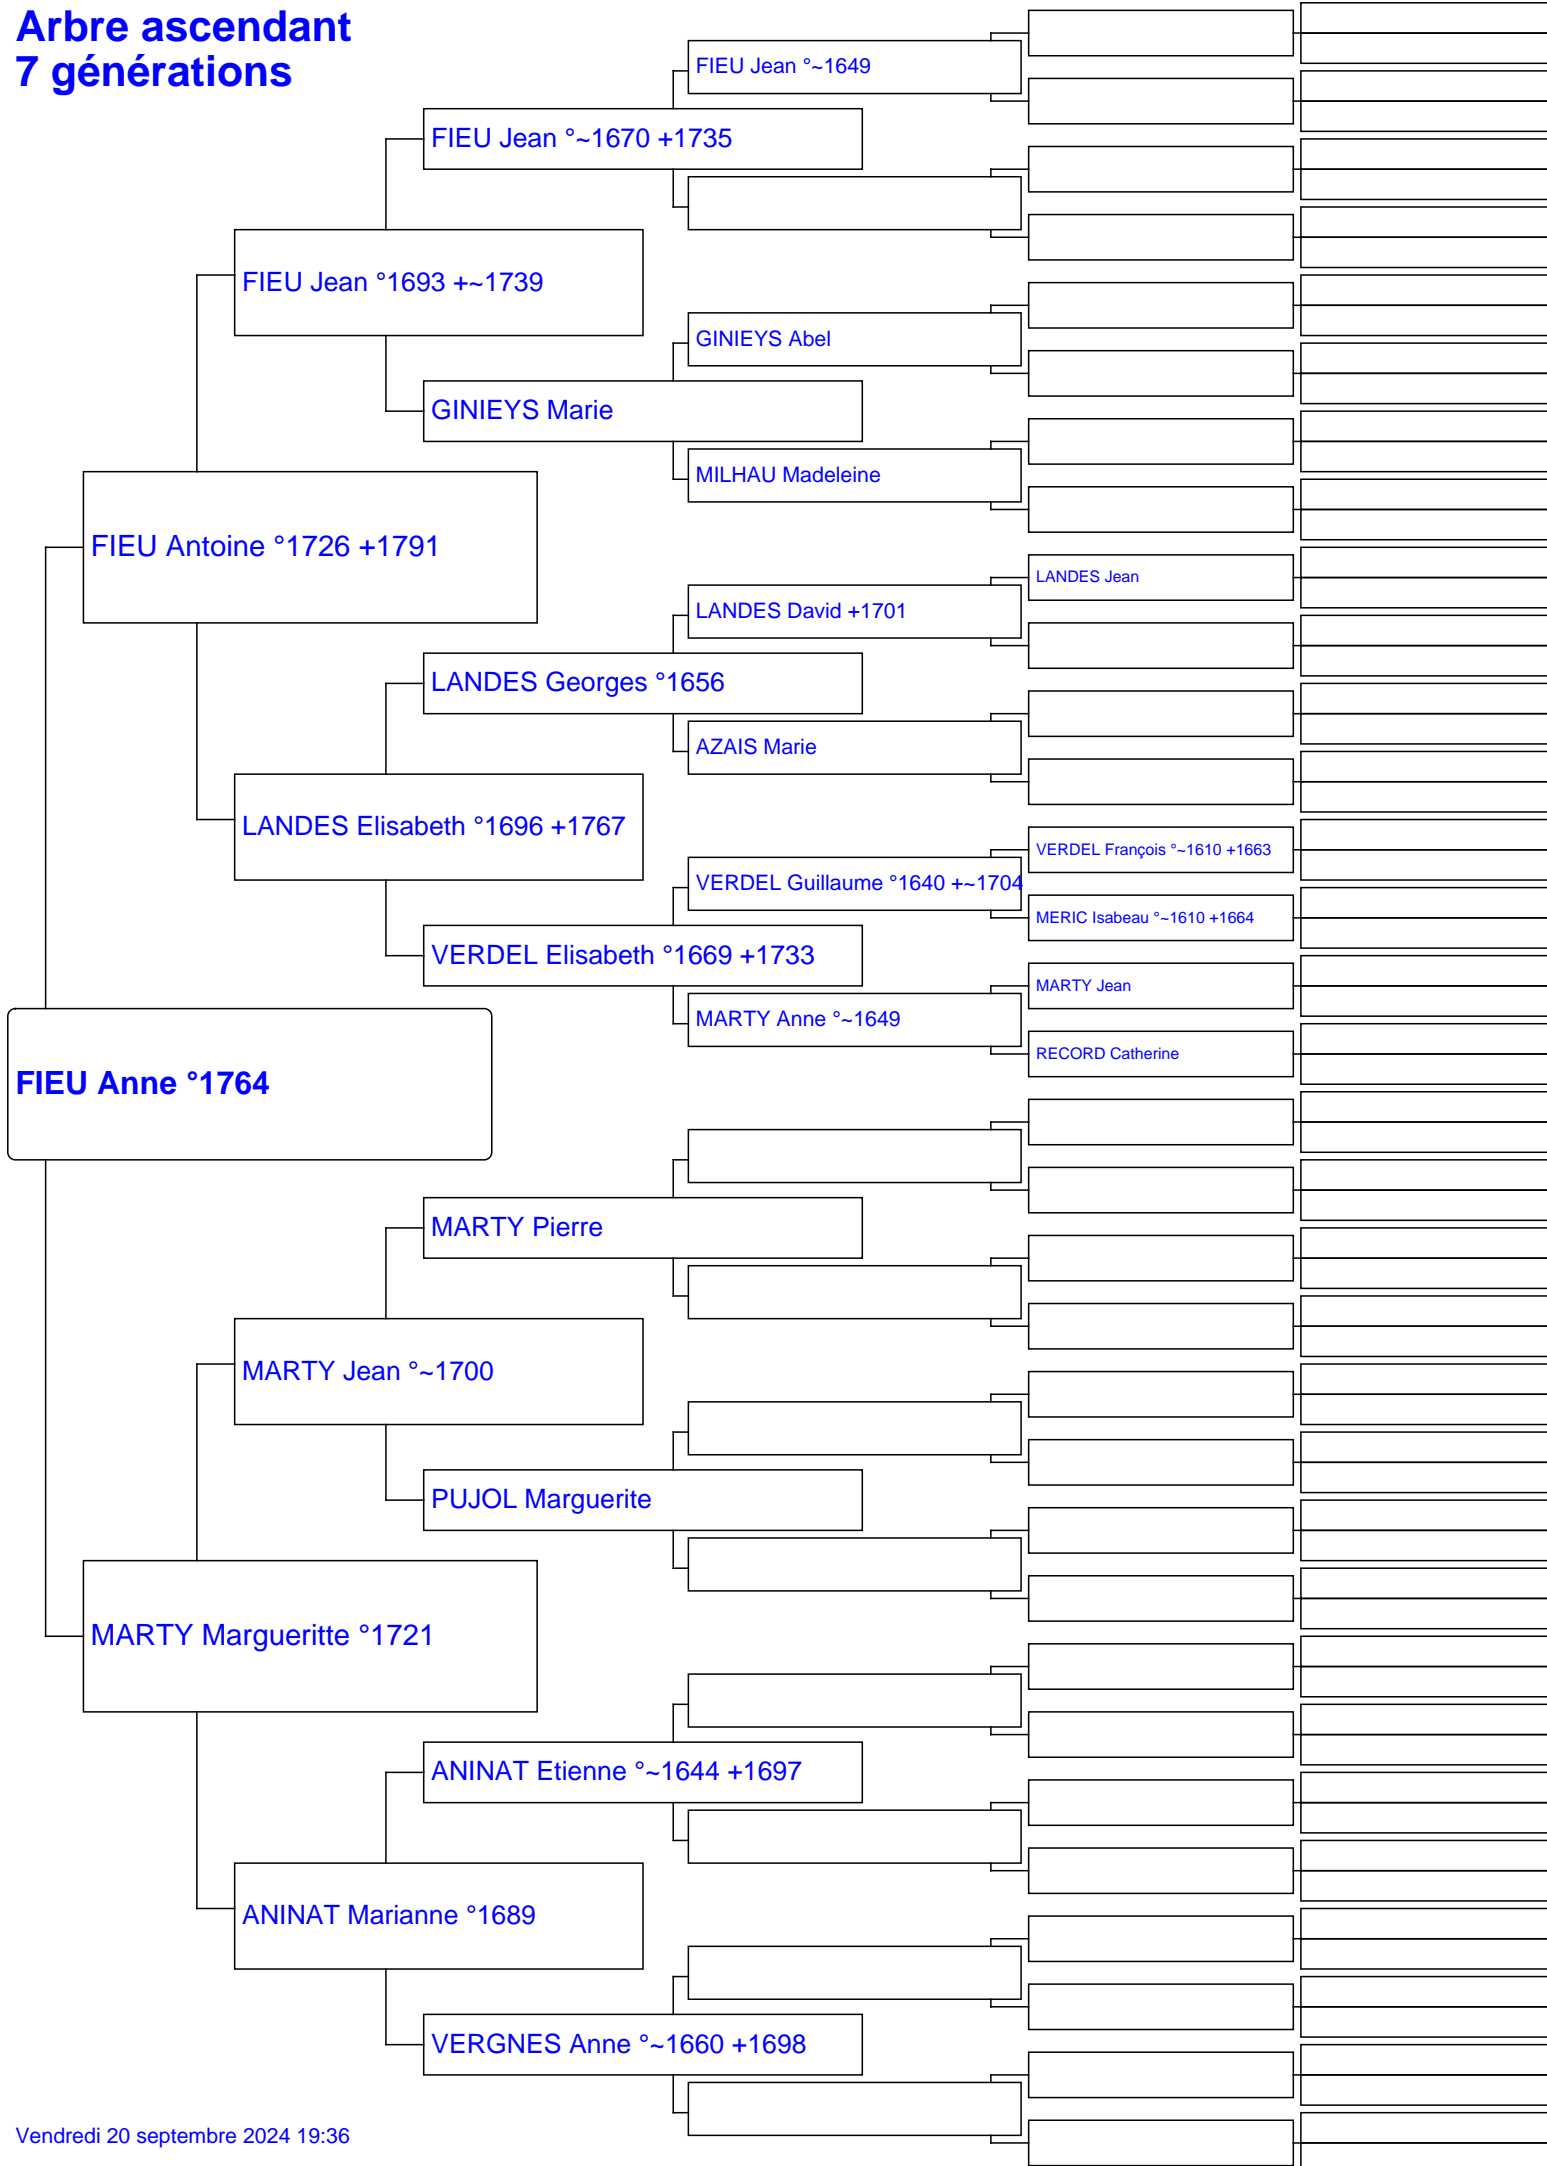 Arbre ascendant
7 générations
FIEU Jean °~1649
FIEU Jean °~1670 +1735
FIEU Jean °1693 +~1739
GINIEYS Abel
GINIEYS Marie
MILHAU Madeleine
FIEU Antoine °1726 +1791
LANDES Jean
LANDES David +1701
LANDES Georges °1656
AZAIS Marie
LANDES Elisabeth °1696 +1767
VERDEL François °~1610 +1663
VERDEL Guillaume °1640 +~1704
MERIC Isabeau °~1610 +1664
VERDEL Elisabeth °1669 +1733
MARTY Jean
MARTY Anne °~1649
RECORD Catherine
FIEU Anne °1764
MARTY Pierre
MARTY Jean °~1700
PUJOL Marguerite
MARTY Margueritte °1721
ANINAT Etienne °~1644 +1697
ANINAT Marianne °1689
VERGNES Anne °~1660 +1698
Vendredi 20 septembre 2024 19:36